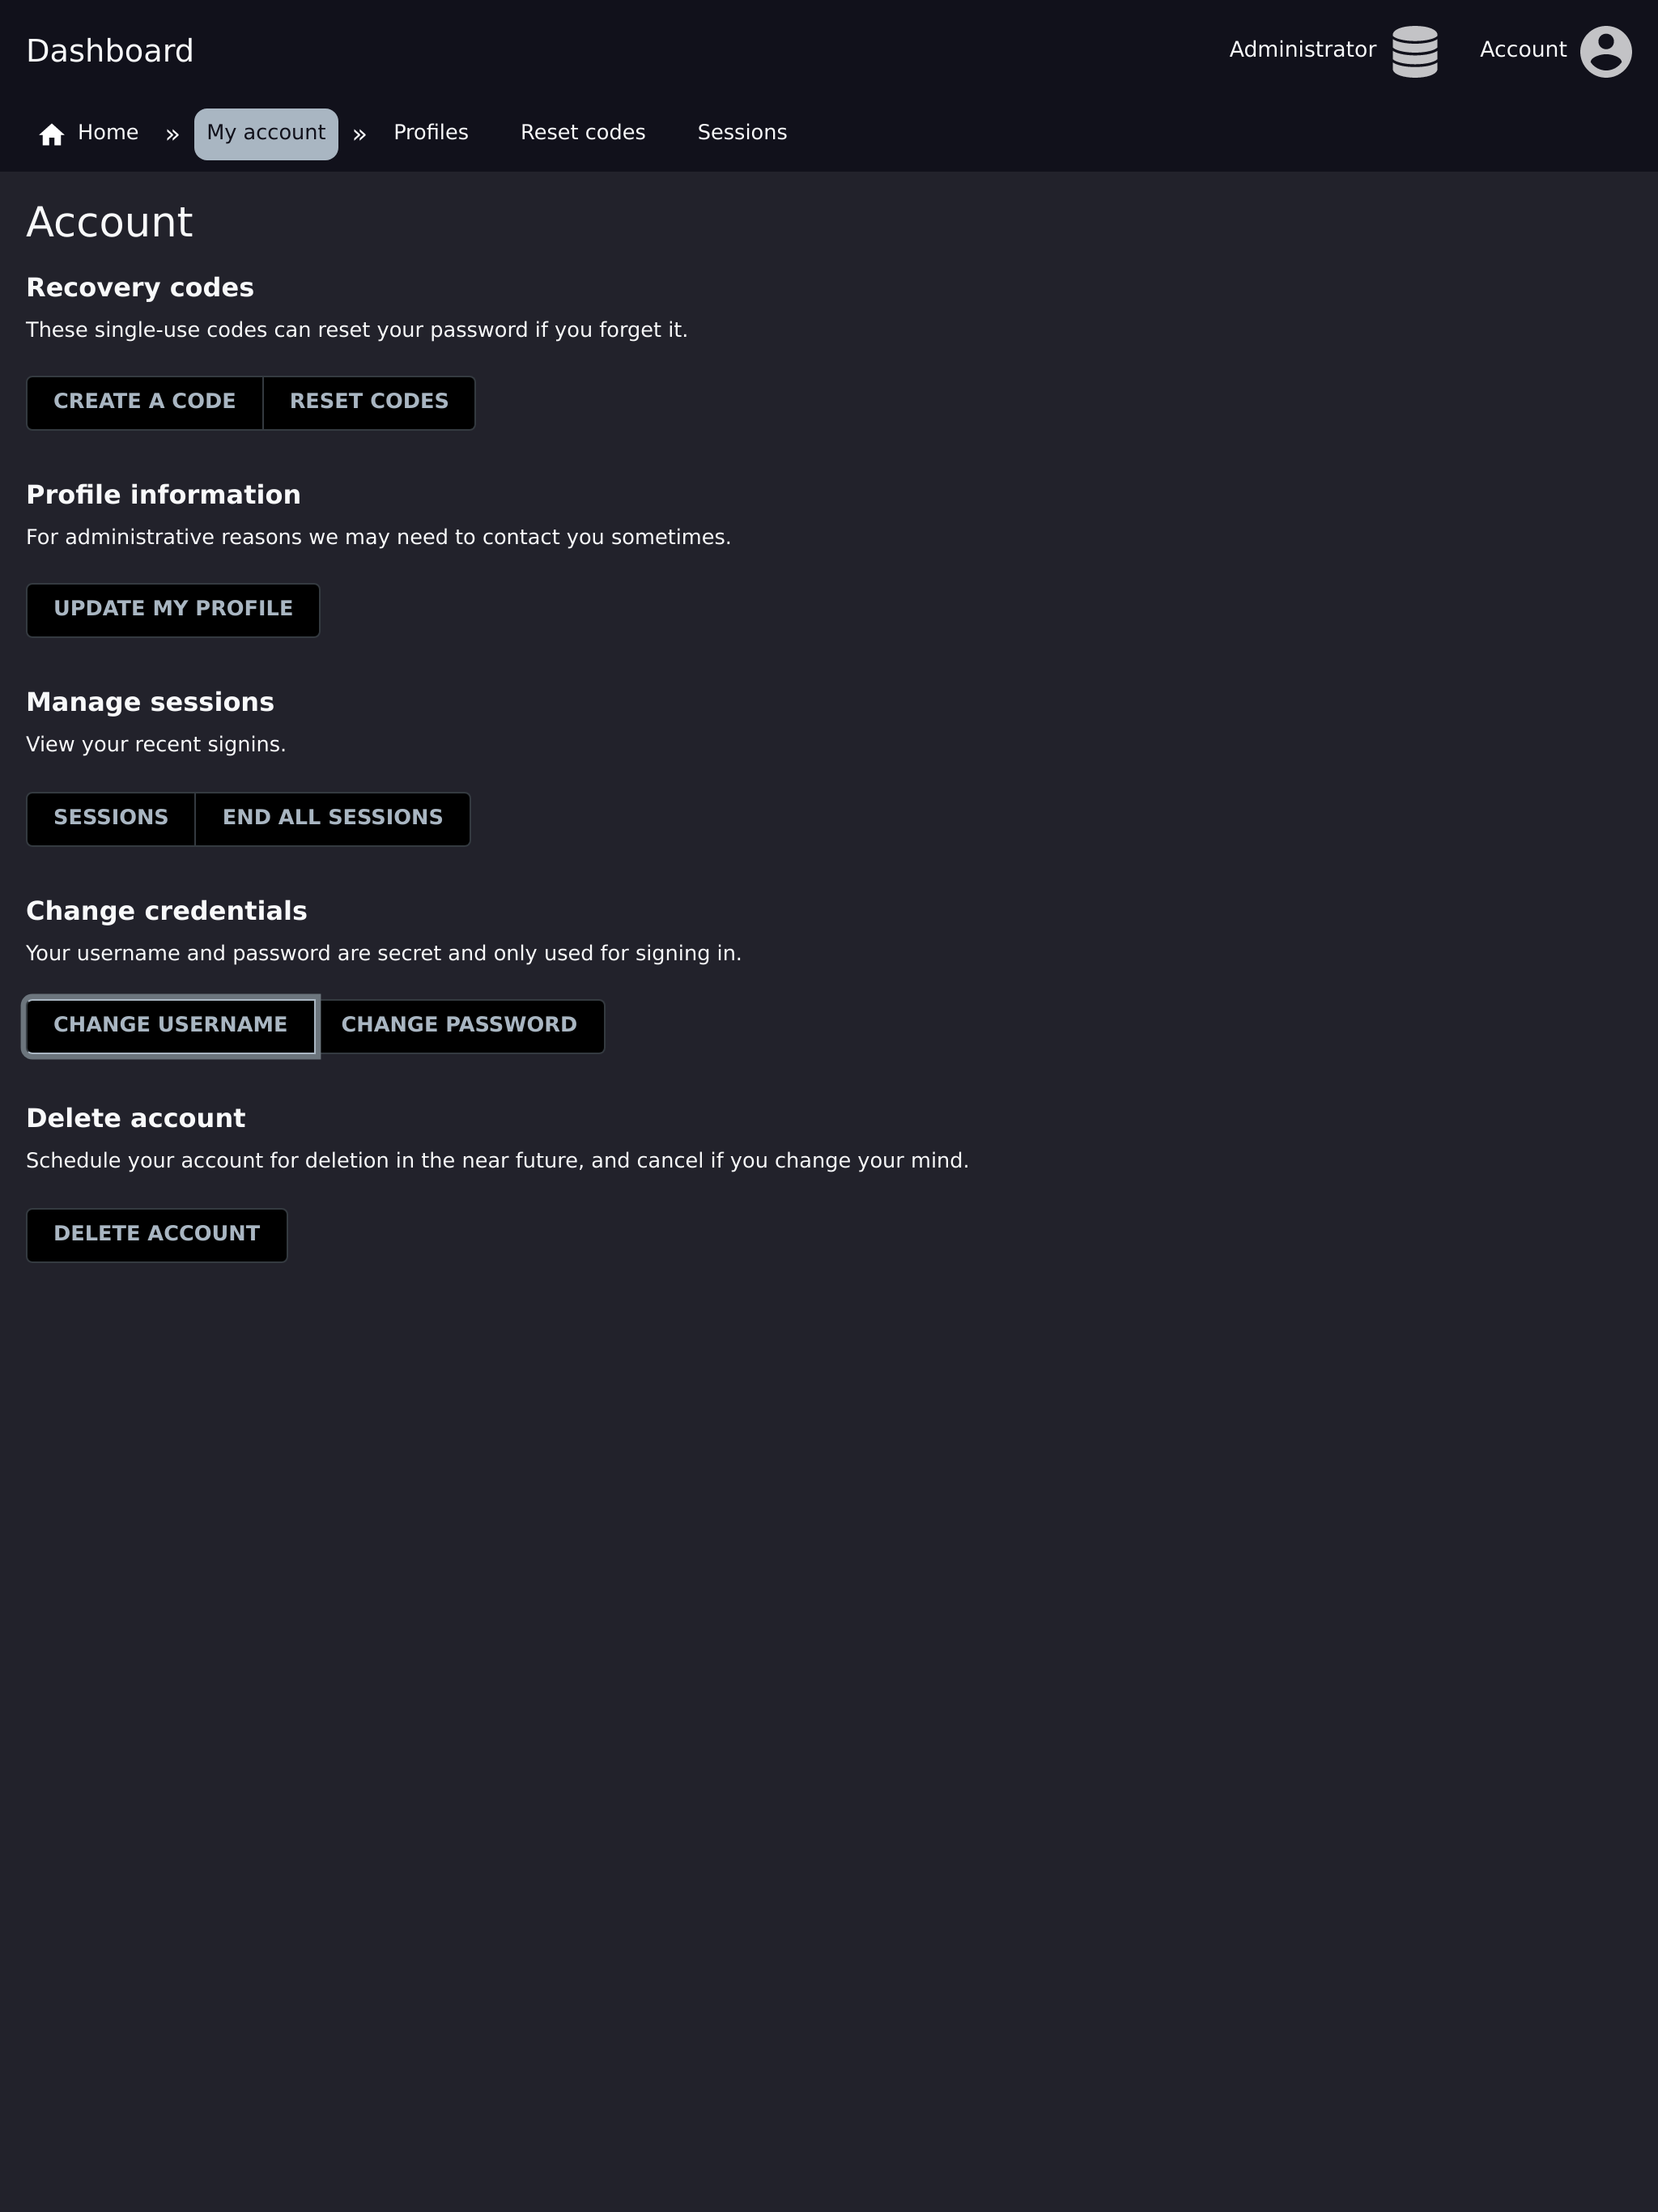 Dashboard
Administrator
Account
Home » My account » Profiles Reset codes Sessions
Account
Recovery codes
These single-use codes can reset your password if you forget it.
CREATE A CODE RESET CODES
Profile information
For administrative reasons we may need to contact you sometimes.
UPDATE MY PROFILE
Manage sessions
View your recent signins.
SESSIONS END ALL SESSIONS
Change credentials
Your username and password are secret and only used for signing in.
CHANGE USERNAME CHANGE PASSWORD
Delete account
Schedule your account for deletion in the near future, and cancel if you change your mind.
DELETE ACCOUNT